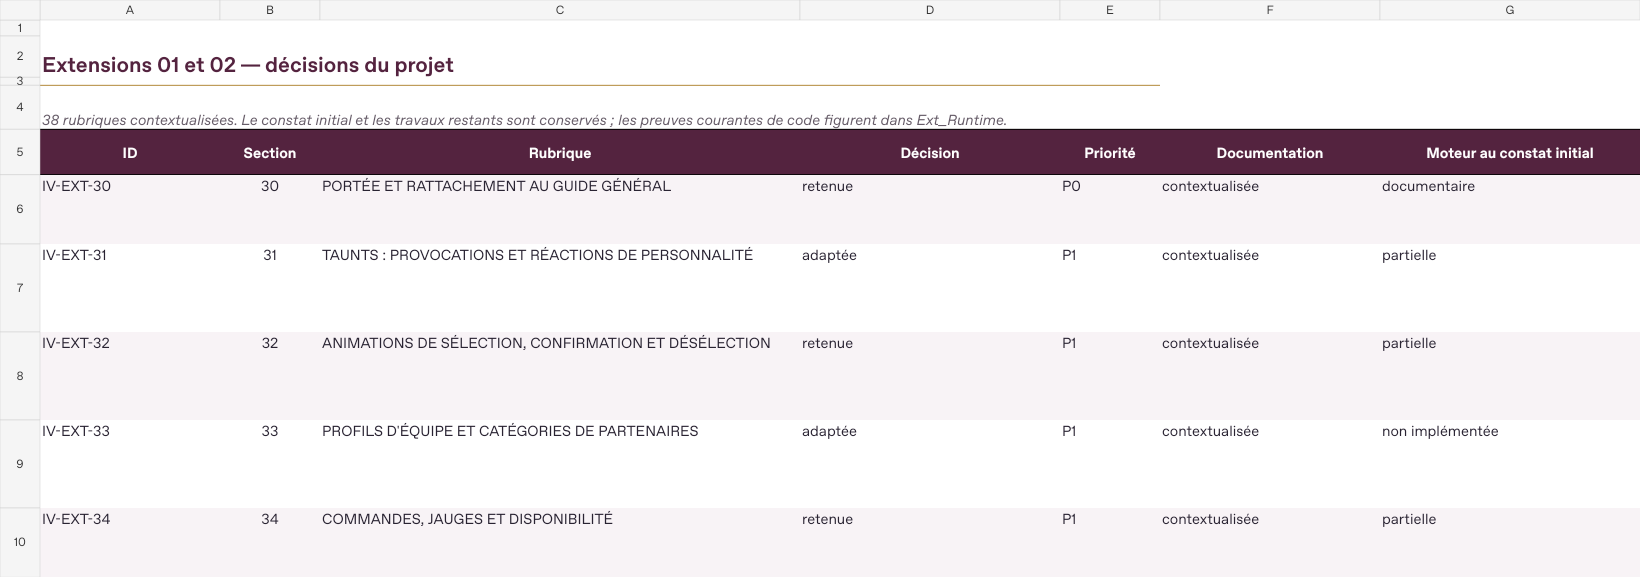 A B C D E F G
1
2 Extensions 01 et 02 — décisions du projet
3
4 38 rubriques contextualisées. Le constat initial et les travaux restants sont conservés ; les preuves courantes de code figurent dans Ext_Runtime.
5 ID Section Rubrique Décision Priorité Documentation Moteur au constat initial
6 IV-EXT-30 30 PORTÉE ET RATTACHEMENT AU GUIDE GÉNÉRAL retenue P0 contextualisée documentaire
7 IV-EXT-31 31 TAUNTS : PROVOCATIONS ET RÉACTIONS DE PERSONNALITÉ adaptée P1 contextualisée partielle
8 IV-EXT-32 32 ANIMATIONS DE SÉLECTION, CONFIRMATION ET DÉSÉLECTION retenue P1 contextualisée partielle
9 IV-EXT-33 33 PROFILS D'ÉQUIPE ET CATÉGORIES DE PARTENAIRES adaptée P1 contextualisée non implémentée
10 IV-EXT-34 34 COMMANDES, JAUGES ET DISPONIBILITÉ retenue P1 contextualisée partielle